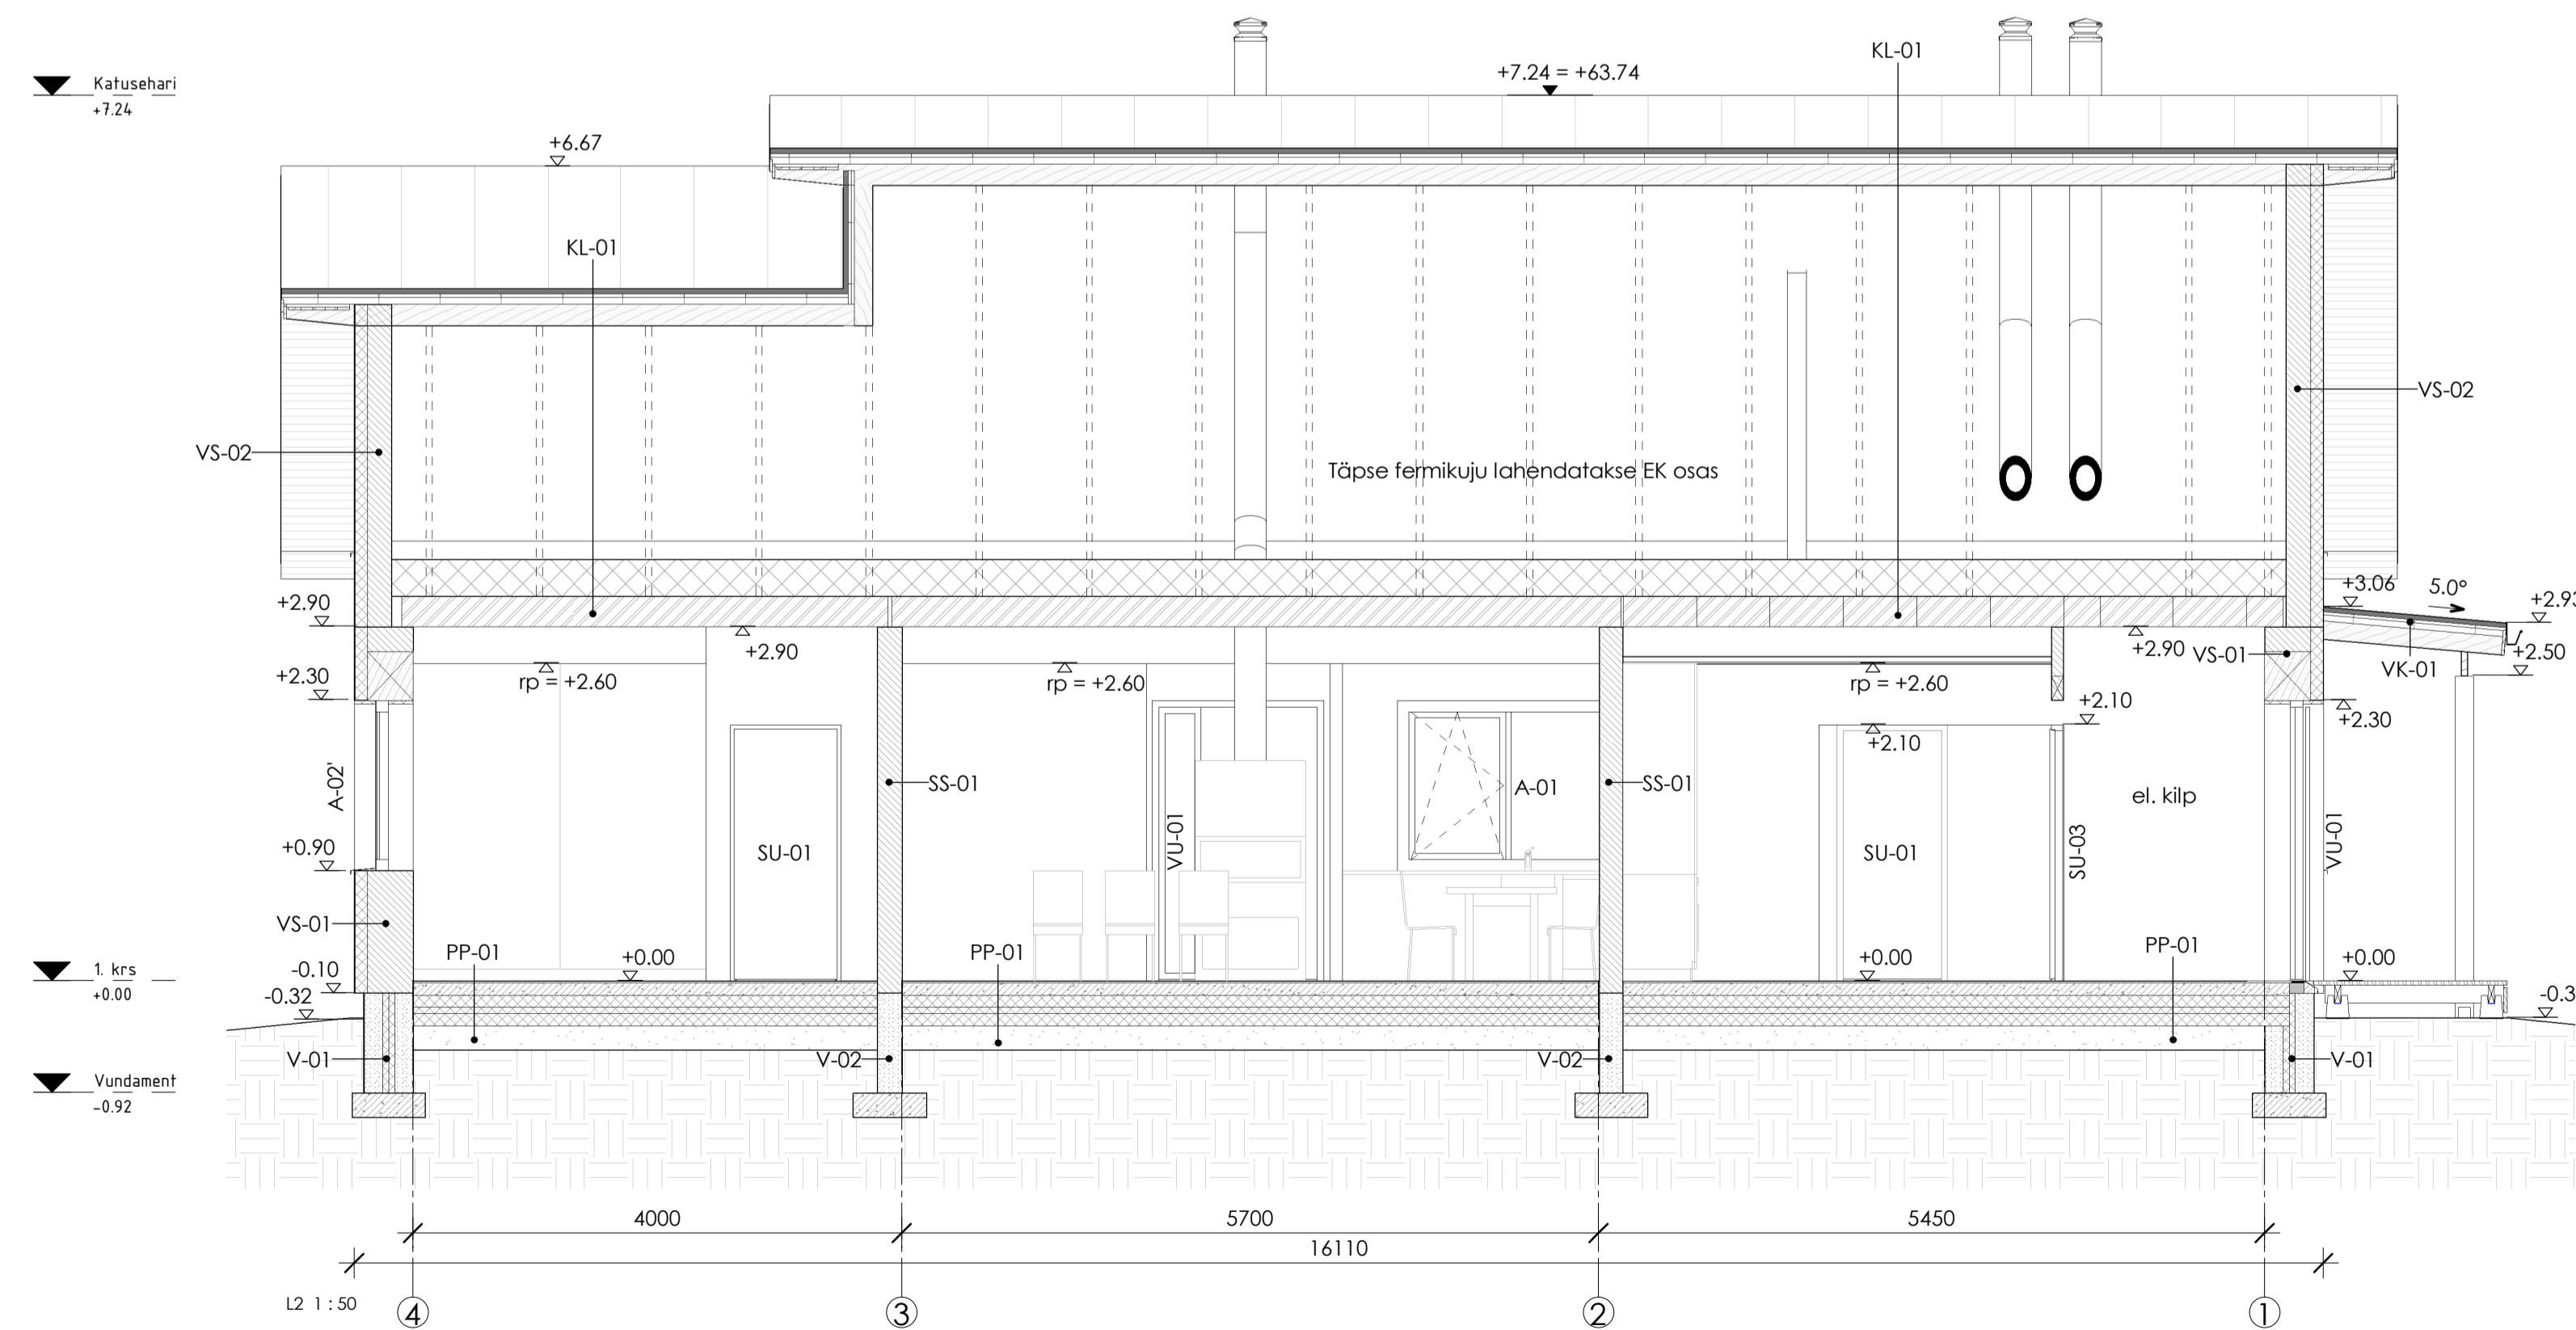 KL-01
+7.24 = +63.74
Katusehari
+7.24
+6.67
KL-01
VS-02
VS-02
Täpse fermikuju lahendatakse EK osas
+3.06
5.0°
+2.90
+2.93
+2.90
+2.90
VS-01
+2.50
+2.30
rp = +2.60
rp = +2.60
rp = +2.60
VK-01
+2.10
+2.30
+2.10
A-02'
SS-01
A-01
SS-01
el. kilp
+0.90
SU-01
VU-01
SU-01
SU-03
VU-01
VS-01
PP-01
+0.00
PP-01
+0.00
PP-01
+0.00
1. krs
+0.00
-0.10
-0.32
-0.3
V-01
V-02
V-02
V-01
Vundament
-0.92
4000
5700
5450
16110
L2 1 : 50
4
3
2
1